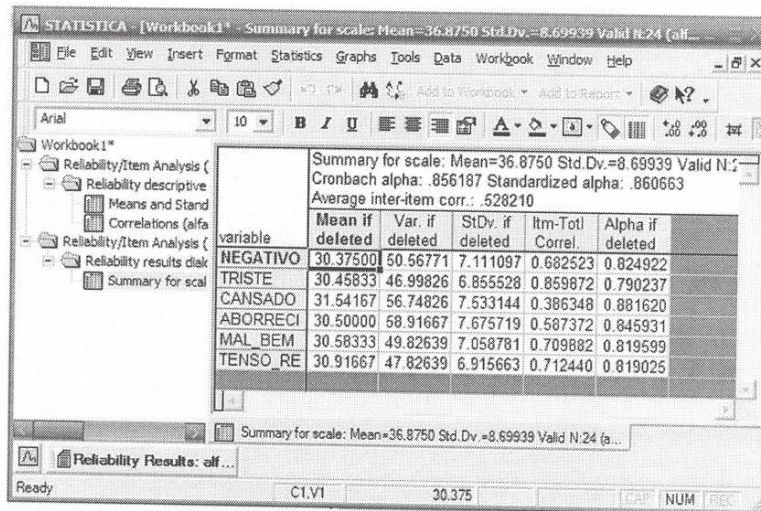 STATISTICA - [Workbook1* - Summary for scale: Mean=36.8750 Std.Dv.=8.69939 Valid N:24 (alf...
File Edit View Insert Format Statistics Graphs Tools Data Workbook Window Help
Add to Workbook Add to Report
Arial 10 B I U
Workbook1*
Reliability/Item Analysis (
Reliability descriptive
Means and Stand
Correlations (alfa
Reliability/Item Analysis (
Reliability results dialo
Summary for scal
Summary for scale: Mean=36.8750 Std.Dv.=8.69939 Valid N:2
Cronbach alpha: .856187 Standardized alpha: .860663
Average inter-item corr.: .528210
variable Mean if deleted Var. if deleted StDv. if deleted Itm-Totl Correl. Alpha if deleted
NEGATIVO 30.37500 50.56771 7.111097 0.682523 0.824922
TRISTE 30.45833 46.99826 6.855528 0.859872 0.790237
CANSADO 31.54167 56.74826 7.533144 0.386348 0.881620
ABORRECI 30.50000 58.91667 7.675719 0.587372 0.845931
MAL_BEM 30.58333 49.82639 7.058781 0.709882 0.819599
TENSO_RE 30.91667 47.82639 6.915663 0.712440 0.819025
Summary for scale: Mean=36.8750 Std.Dv.=8.69939 Valid N:24 (a...
Reliability Results: alf...
Ready C1,V1 30.375 CAP NUM REC